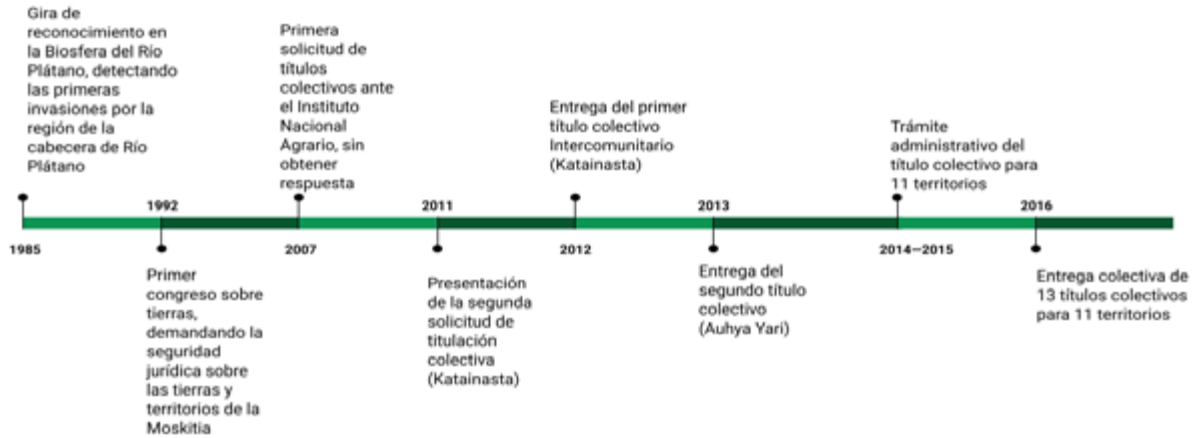 Gira de
reconocimiento en
la Biosfera del Río
Plátano, detectando
las primeras
invasiones por la
región de la
cabecera de Río
Plátano
1985
1992
Primer
congreso sobre
tierras,
demandando la
seguridad
jurídica sobre
las tierras y
territorios de la
Moskitia
Primera
solicitud de
títulos
colectivos ante
el Instituto
Nacional
Agrario, sin
obtener
respuesta
2007
2011
Presentación
de la segunda
solicitud de
titulación
colectiva
(Katainasta)
Entrega del primer
título colectivo
Intercomunitario
(Katainasta)
2012
2013
Entrega del
segundo título
colectivo
(Auhya Yari)
Trámite
administrativo del
título colectivo para
11 territorios
2014–2015
2016
Entrega colectiva de
13 títulos colectivos
para 11 territorios